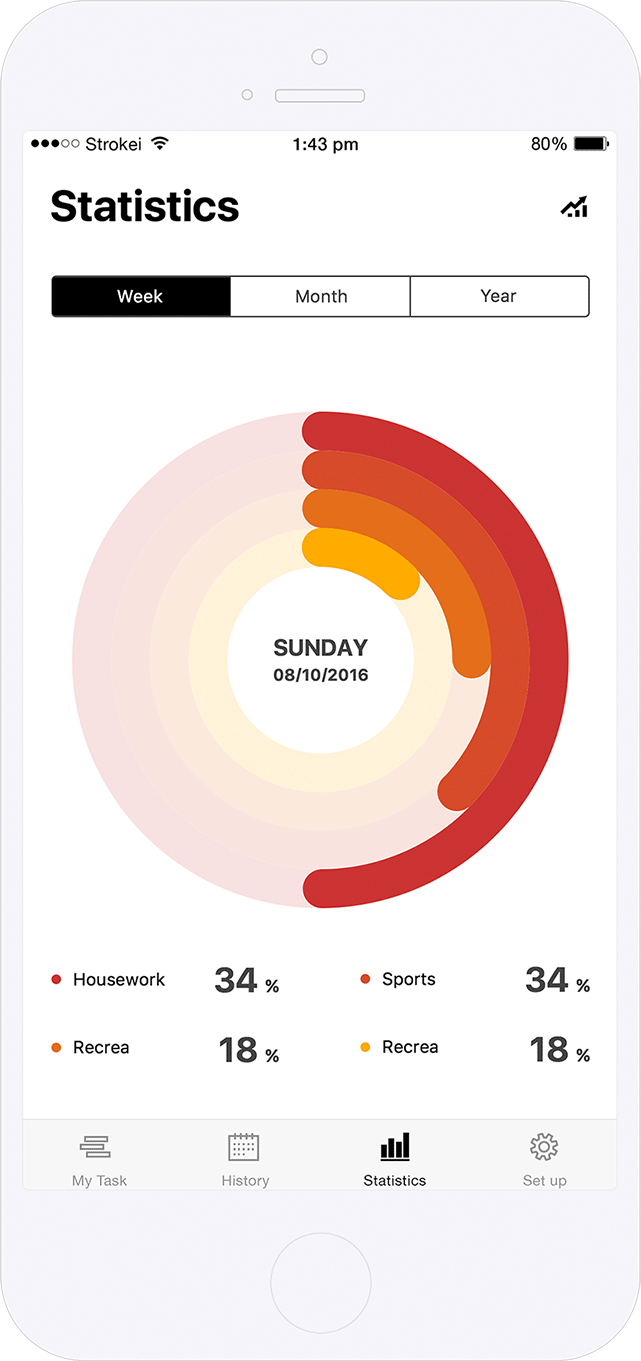 Strokei 1:43 pm 80%
Statistics
Week Month Year
SUNDAY
08/10/2016
Housework 34 % Sports 34 %
Recrea 18 % Recrea 18 %
My Task History Statistics Set up